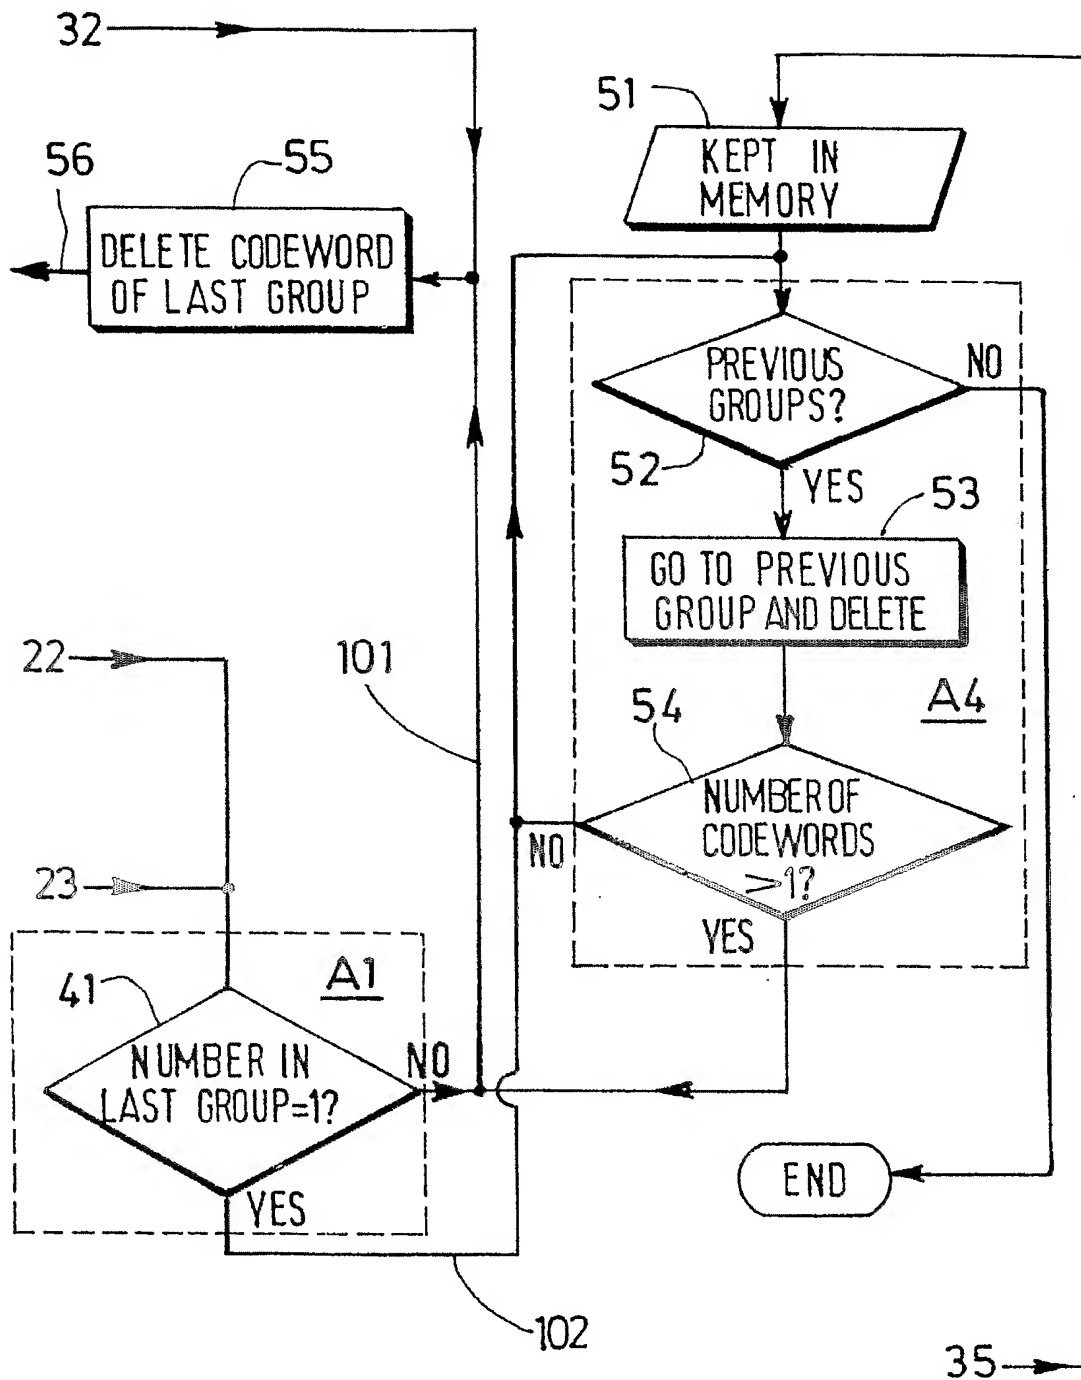 32
51
KEPT IN
MEMORY
56
55
DELETE CODEWORD
OF LAST GROUP
PREVIOUS
GROUPS?
NO
52
YES
53
GO TO PREVIOUS
GROUP AND DELETE
22
101
A4
54
NUMBER OF
CODEWORDS
>1?
NO
YES
23
A1
41
NUMBER IN
LAST GROUP=1?
NO
YES
END
102
35